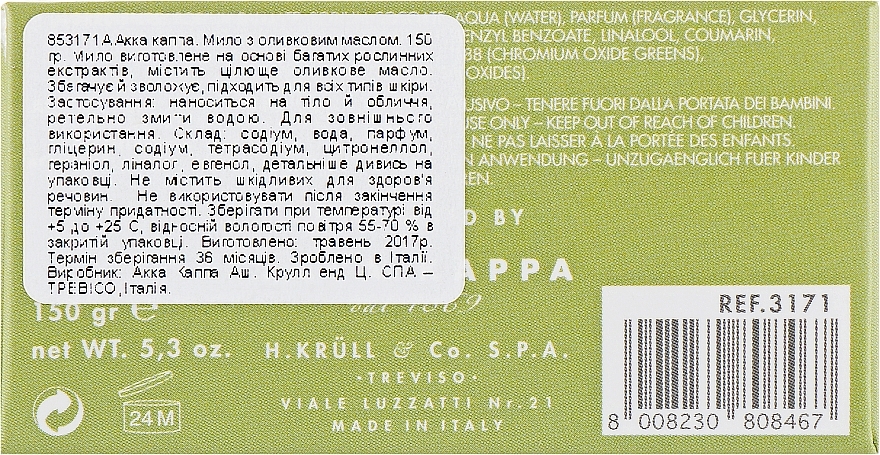 853171А Акка каппа. Мило з оливковим маслом. 150
гр. Мило виготовлене на основі багатих рослинних
екстрактів, містить цілюще оливкове масло.
Збагачує й зволожує, підходить для всіх типів шкіри.
Застосування: наноситься на тіло й обличчя,
ретельно змити водою. Для зовнішнього
використання. Склад: содіум, вода, парфум,
гліцерин, содіум, тетрасодіум, цитронеллол,
гераніол, ліналог, евгенол, детальніше дивись на
упаковці. Не містить шкідливих для здоров'я
речовин. Не використовувати після закінчення
терміну придатності. Зберігати при температурі від
+5 до +25 С, відносній вологості повітря 55-70 % в
закритій упаковці. Виготовлено: травень 2017р.
Термін зберігання 36 місяців. Зроблено в Італії.
Виробник: Акка Каппа Аш. Крулл енд Ц. СПА –
ТРЕВІСО, Італія.
AQUA (WATER), PARFUM (FRAGRANCE), GLYCERIN,
BENZYL BENZOATE, LINALOOL, COUMARIN,
(CHROMIUM OXIDE GREENS),
OXIDES).
– TENERE FUORI DALLA PORTATA DEI BAMBINI.
USE ONLY – KEEP OUT OF REACH OF CHILDREN.
NE PAS LAISSER À LA PORTÉE DES ENFANTS.
ANWENDUNG – UNZUGAENGLICH FUER KINDER
BY
APPA
150 gr e
net WT. 5,3 oz.
H.KRÜLL & Co. S.P.A.
·TREVISO·
VIALE LUZZATTI Nr.21
MADE IN ITALY
24M
REF.3171
8 008230 808467